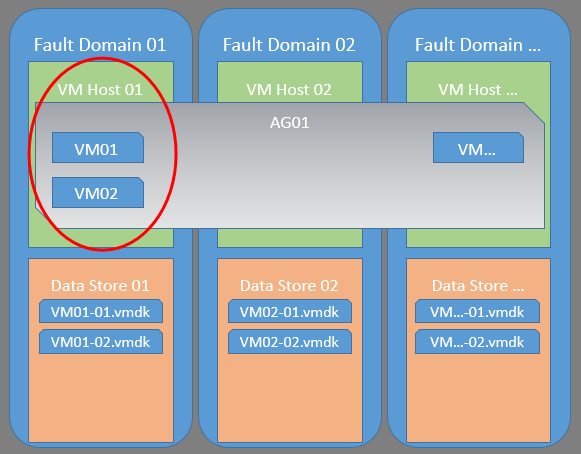 Fault Domain 01
Fault Domain 02
Fault Domain ...
VM Host 01
VM Host 02
VM Host ...
AG01
VM01
VM...
VM02
Data Store 01
Data Store 02
Data Store ...
VM01-01.vmdk
VM02-01.vmdk
VM...-01.vmdk
VM01-02.vmdk
VM02-02.vmdk
VM...-02.vmdk